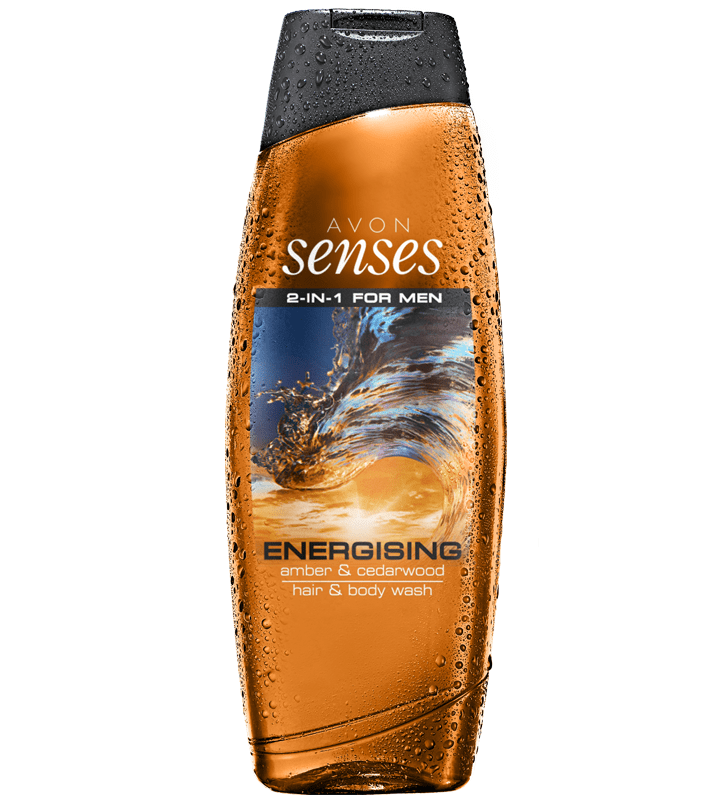 AVON
senses
2-IN-1 FOR MEN
ENERGISING
amber & cedarwood
hair & body wash